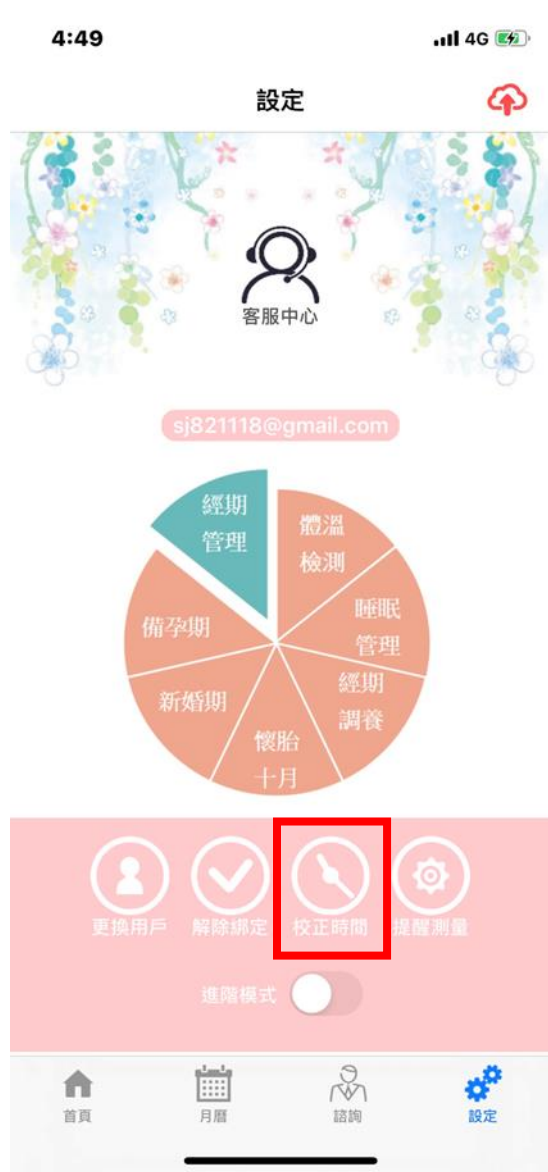 4:49
4G
設定
客服中心
sj821118@gmail.com
經期
管理
體溫
檢測
睡眠
管理
經期
調養
懷胎
十月
新婚期
備孕期
更換用戶
解除綁定
校正時間
提醒測量
進階模式
首頁
月曆
諮詢
設定